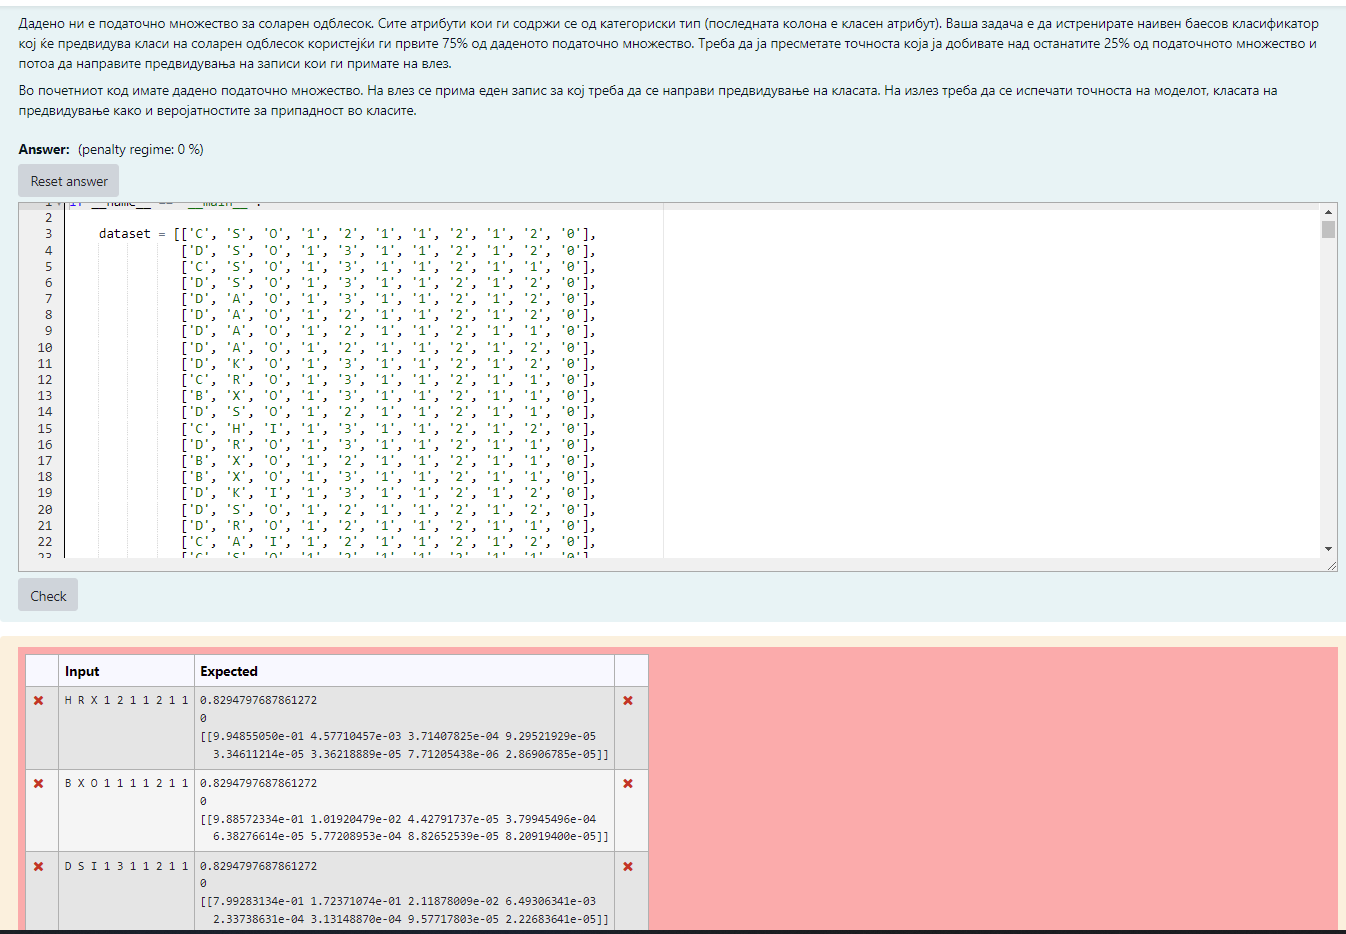 Дадено ни е податочно множество за соларен одблесок. Сите атрибути кои ги содржи се од категориски тип (последната колона е класен атрибут). Ваша задача е да истренирате наивен баесов класификатор
кој ќе предвидува класи на соларен одблесок користејќи ги првите 75% од даденото податочно множество. Треба да ја пресметате точноста која ја добивате над останатите 25% од податочното множество и
потоа да направите предвидувања на записи кои ги примате на влез.
Во почетниот код имате дадено податочно множество. На влез се прима еден запис за кој треба да се направи предвидување на класата. На излез треба да се испечати точноста на моделот, класата на
предвидување како и веројатностите за припадност во класите.
Answer: (penalty regime: 0 %)
Reset answer
1 if __name__ == '__main__':
2
3 dataset = [['C', 'S', 'O', '1', '2', '1', '1', '2', '1', '2', '0'],
4 ['D', 'S', 'O', '1', '3', '1', '1', '2', '1', '2', '0'],
5 ['C', 'S', 'O', '1', '3', '1', '1', '2', '1', '1', '0'],
6 ['D', 'S', 'O', '1', '3', '1', '1', '2', '1', '2', '0'],
7 ['D', 'A', 'O', '1', '3', '1', '1', '2', '1', '2', '0'],
8 ['D', 'A', 'O', '1', '2', '1', '1', '2', '1', '2', '0'],
9 ['D', 'A', 'O', '1', '2', '1', '1', '2', '1', '1', '0'],
10 ['D', 'A', 'O', '1', '2', '1', '1', '2', '1', '2', '0'],
11 ['D', 'K', 'O', '1', '3', '1', '1', '2', '1', '2', '0'],
12 ['C', 'R', 'O', '1', '3', '1', '1', '2', '1', '1', '0'],
13 ['B', 'X', 'O', '1', '3', '1', '1', '2', '1', '1', '0'],
14 ['D', 'S', 'O', '1', '2', '1', '1', '2', '1', '1', '0'],
15 ['C', 'H', 'I', '1', '3', '1', '1', '2', '1', '2', '0'],
16 ['D', 'R', 'O', '1', '3', '1', '1', '2', '1', '1', '0'],
17 ['B', 'X', 'O', '1', '2', '1', '1', '2', '1', '1', '0'],
18 ['B', 'X', 'O', '1', '3', '1', '1', '2', '1', '1', '0'],
19 ['D', 'K', 'I', '1', '3', '1', '1', '2', '1', '2', '0'],
20 ['D', 'S', 'O', '1', '2', '1', '1', '2', '1', '2', '0'],
21 ['D', 'R', 'O', '1', '2', '1', '1', '2', '1', '1', '0'],
22 ['C', 'A', 'I', '1', '2', '1', '1', '2', '1', '2', '0'],
23 ['C', 'S', 'O', '1', '2', '1', '1', '2', '1', '1', '0']
Check
Input Expected
H R X 1 2 1 1 2 1 1 0.8294797687861272
0
[[9.94855050e-01 4.57710457e-03 3.71407825e-04 9.29521929e-05
3.34611214e-05 3.36218889e-05 7.71205438e-06 2.86906785e-05]]
B X O 1 1 1 1 2 1 1 0.8294797687861272
0
[[9.88572334e-01 1.01920479e-02 4.42791737e-05 3.79945496e-04
6.38276614e-05 5.77208953e-04 8.82652539e-05 8.20919400e-05]]
D S I 1 3 1 1 2 1 1 0.8294797687861272
0
[[7.99283134e-01 1.72371074e-01 2.11878009e-02 6.49306341e-03
2.33738631e-04 3.13148870e-04 9.57717803e-05 2.22683641e-05]]